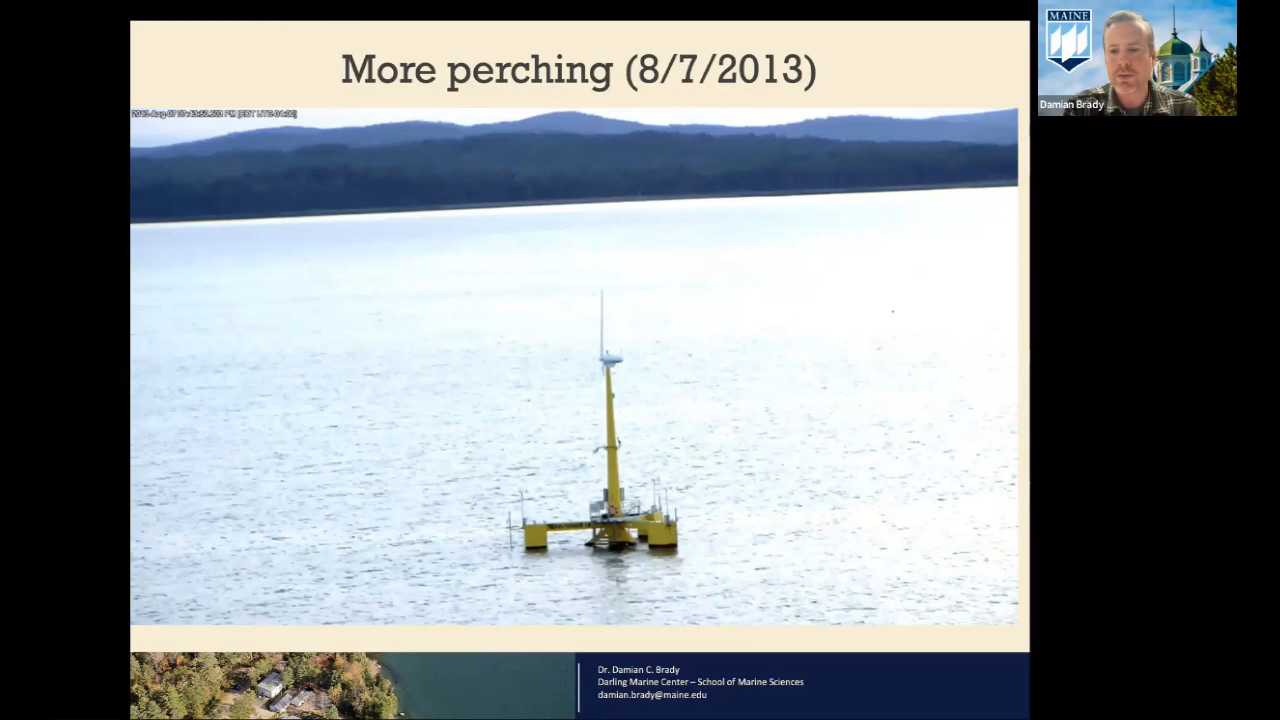 More perching (8/7/2013)
MAINE
Damian Brady
Dr. Damian C. Brady
Darling Marine Center – School of Marine Sciences
damian.brady@maine.edu